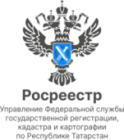 Росреестр
Управление Федеральной службы
государственной регистрации,
кадастра и картографии
по Республике Татарстан